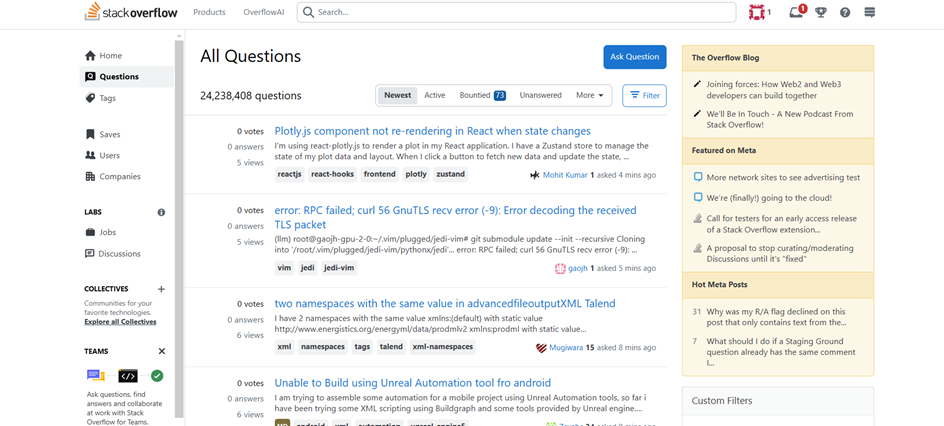 stack overflow
Products
OverflowAI
Search...
1
1
Home
Questions
Tags
Saves
Users
Companies
LABS
Jobs
Discussions
COLLECTIVES
Communities for your
favorite technologies.
Explore all Collectives
TEAMS
Ask questions, find
answers and collaborate
at work with Stack
Overflow for Teams.
All Questions
Ask Question
24,238,408 questions
Newest
Active
Bountied 73
Unanswered
More
Filter
0 votes
0 answers
5 views
Plotly.js component not re-rendering in React when state changes
I'm using react-plotly.js to render a plot in my React application. I have a Zustand store to manage the
state of my plot data and layout. When I click a button to fetch new data and update the state, ...
reactjs react-hooks frontend plotly zustand
Mohit Kumar 1 asked 4 mins ago
0 votes
0 answers
5 views
error: RPC failed; curl 56 GnuTLS recv error (-9): Error decoding the received
TLS packet
(llm) root@gaojh-gpu-2-0:~/.vim/plugged/jedi-vim# git submodule update --init --recursive Cloning
into '/root/.vim/plugged/jedi-vim/pythonx/jedi'... error: RPC failed; curl 56 GnuTLS recv error (-9): ...
vim jedi jedi-vim
gaojh 1 asked 5 mins ago
0 votes
0 answers
6 views
two namespaces with the same value in advancedfileoutputXML Talend
I have 2 namespaces with the same value xmlns:(default) with static value
http://www.energistics.org/energyml/data/prodmlv2 xmlns:prodml with static value...
xml namespaces tags talend xml-namespaces
Mugiwara 15 asked 8 mins ago
0 votes
0 answers
6 views
Unable to Build using Unreal Automation tool fro android
I am trying to assemble some automation for a mobile project using Unreal Automation tools, so far i
have been trying some XML scripting using Buildgraph and some tools provided by Unreal engine....
android xml automation unreal-engine5
asked 8 mins ago
The Overflow Blog
Joining forces: How Web2 and Web3
developers can build together
We'll Be In Touch - A New Podcast From
Stack Overflow!
Featured on Meta
More network sites to see advertising test
We're (finally!) going to the cloud!
Call for testers for an early access release
of a Stack Overflow extension...
A proposal to stop curating/moderating
Discussions until it's "fixed"
Hot Meta Posts
31 Why was my R/A flag declined on this
post that only contains text from the...
7 What should I do if a Staging Ground
question already has the same comment
I...
Custom Filters